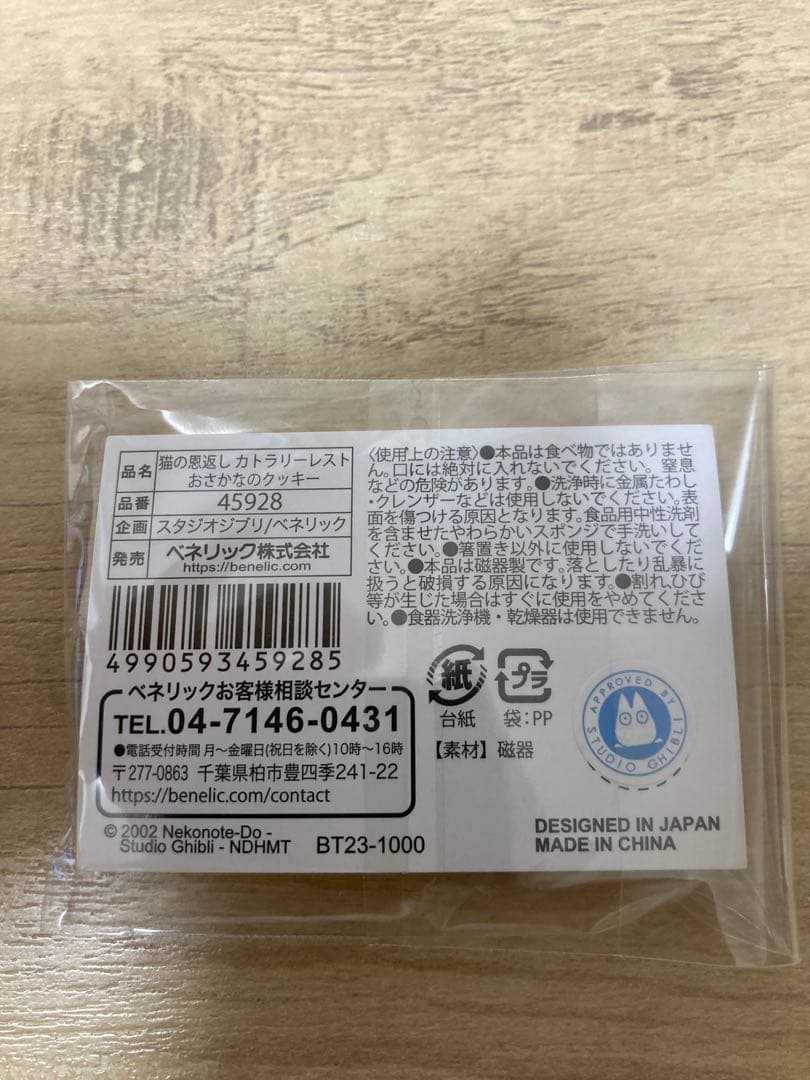 品名 猫の恩返し カトラリーレスト
おさかなのクッキー
品番 45928
企画 スタジオジブリ/ベネリック
発売 ベネリック株式会社
https://benelic.com
4990593459285
ベネリックお客様相談センター
TEL.04-7146-0431
●電話受付時間 月〜金曜日(祝日を除く)10時〜16時
〒277-0863 千葉県柏市豊四季241-22
https://benelic.com/contact
© 2002 Nekonote-Do -
Studio Ghibli - NDHMT BT23-1000
〈使用上の注意〉●本品は食べ物ではありませ
ん。口には絶対に入れないでください。窒息
などの危険があります。●洗浄時に金属たわし
・クレンザーなどは使用しないでください。表
面を傷つける原因となります。食品用中性洗剤
を含ませたやわらかいスポンジで手洗いして
ください。●箸置き以外に使用しないでくだ
さい。●本品は磁器製です。落としたり乱暴に
扱うと破損する原因になります。●割れ、ひび
等が生じた場合はすぐに使用をやめてくださ
い。●食器洗浄機・乾燥器は使用できません。
紙 プラ
台紙 袋:PP
【素材】磁器
APPROVED BY
STUDIO GHIBLI
DESIGNED IN JAPAN
MADE IN CHINA